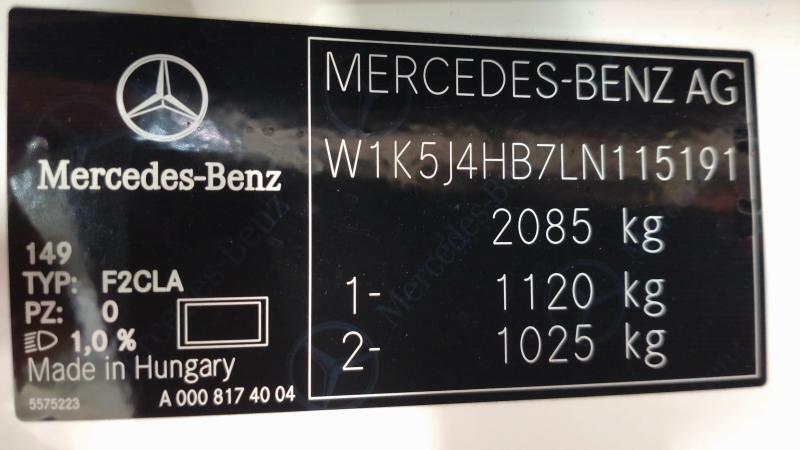 Mercedes-Benz
149
TYP: F2CLA
PZ: 0
1,0 %
Made in Hungary
5575223 A 000 817 40 04
MERCEDES-BENZ AG
W1K5J4HB7LN115191
2085 kg
1- 1120 kg
2- 1025 kg